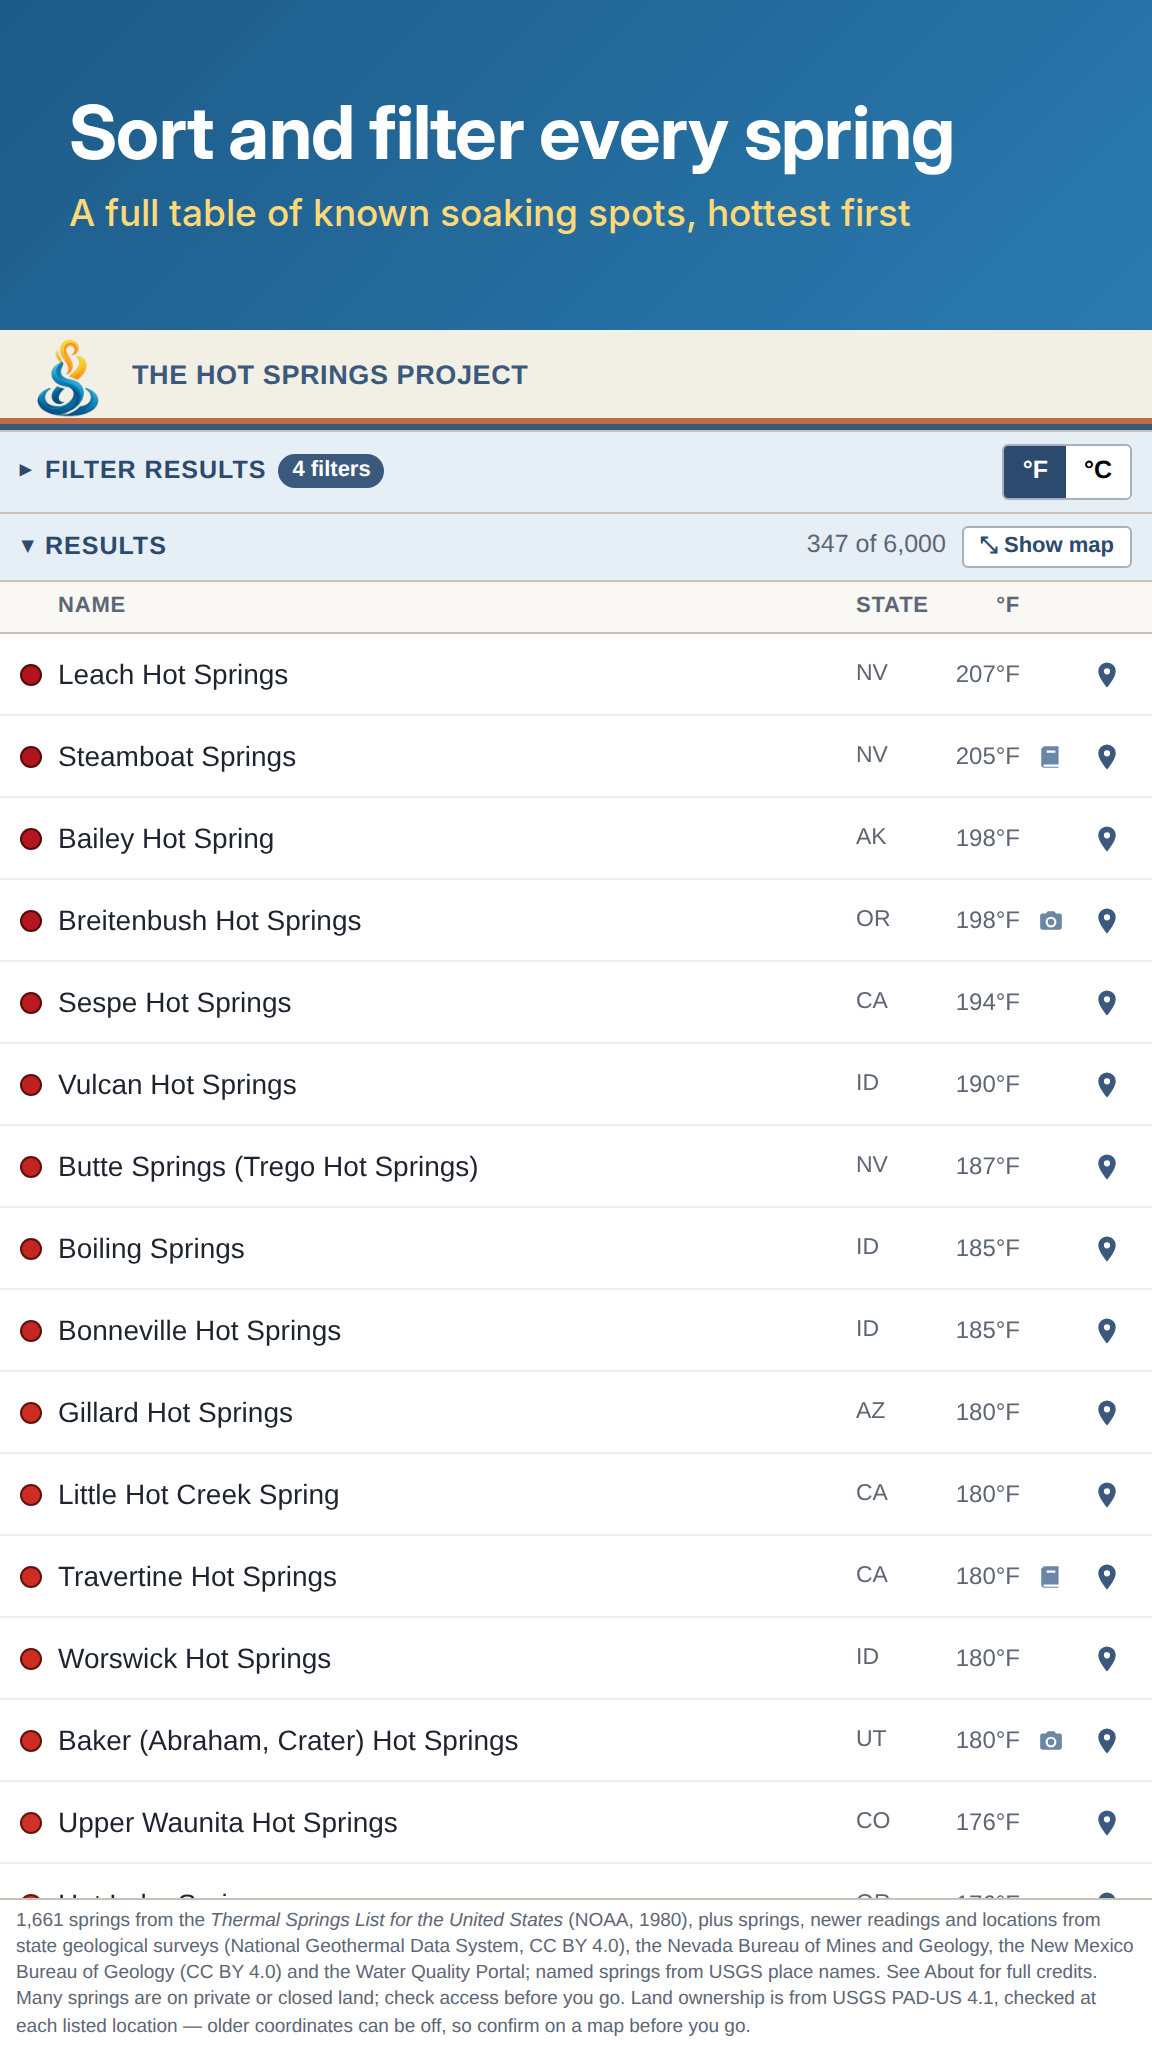 Sort and filter every spring
A full table of known soaking spots, hottest first
THE HOT SPRINGS PROJECT
▸ FILTER RESULTS 4 filters °F °C
▾ RESULTS 347 of 6,000 ⤡ Show map
NAME STATE °F
Leach Hot Springs NV 207°F
Steamboat Springs NV 205°F
Bailey Hot Spring AK 198°F
Breitenbush Hot Springs OR 198°F
Sespe Hot Springs CA 194°F
Vulcan Hot Springs ID 190°F
Butte Springs (Trego Hot Springs) NV 187°F
Boiling Springs ID 185°F
Bonneville Hot Springs ID 185°F
Gillard Hot Springs AZ 180°F
Little Hot Creek Spring CA 180°F
Travertine Hot Springs CA 180°F
Worswick Hot Springs ID 180°F
Baker (Abraham, Crater) Hot Springs UT 180°F
Upper Waunita Hot Springs CO 176°F
1,661 springs from the Thermal Springs List for the United States (NOAA, 1980), plus springs, newer readings and locations from
state geological surveys (National Geothermal Data System, CC BY 4.0), the Nevada Bureau of Mines and Geology, the New Mexico
Bureau of Geology (CC BY 4.0) and the Water Quality Portal; named springs from USGS place names. See About for full credits.
Many springs are on private or closed land; check access before you go. Land ownership is from USGS PAD-US 4.1, checked at
each listed location — older coordinates can be off, so confirm on a map before you go.